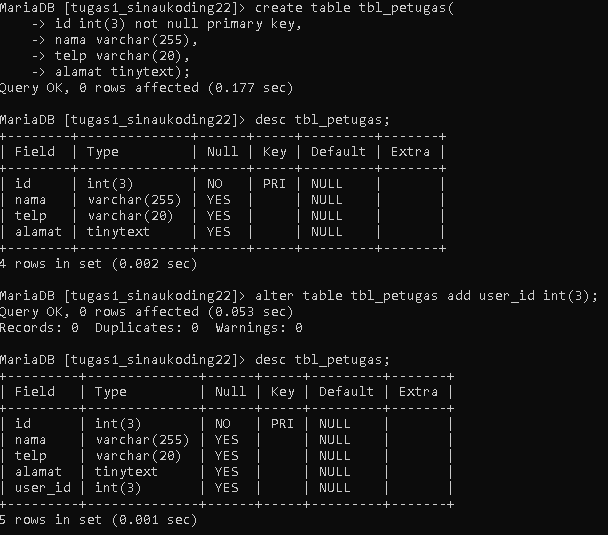 MariaDB [tugas1_sinaukoding22]> create table tbl_petugas(
    -> id int(3) not null primary key,
    -> nama varchar(255),
    -> telp varchar(20),
    -> alamat tinytext);
Query OK, 0 rows affected (0.177 sec)

MariaDB [tugas1_sinaukoding22]> desc tbl_petugas;
+--------+--------------+------+-----+---------+-------+
| Field  | Type         | Null | Key | Default | Extra |
+--------+--------------+------+-----+---------+-------+
| id     | int(3)       | NO   | PRI | NULL    |       |
| nama   | varchar(255) | YES  |     | NULL    |       |
| telp   | varchar(20)  | YES  |     | NULL    |       |
| alamat | tinytext     | YES  |     | NULL    |       |
+--------+--------------+------+-----+---------+-------+
4 rows in set (0.002 sec)

MariaDB [tugas1_sinaukoding22]> alter table tbl_petugas add user_id int(3);
Query OK, 0 rows affected (0.053 sec)
Records: 0  Duplicates: 0  Warnings: 0

MariaDB [tugas1_sinaukoding22]> desc tbl_petugas;
+---------+--------------+------+-----+---------+-------+
| Field   | Type         | Null | Key | Default | Extra |
+---------+--------------+------+-----+---------+-------+
| id      | int(3)       | NO   | PRI | NULL    |       |
| nama    | varchar(255) | YES  |     | NULL    |       |
| telp    | varchar(20)  | YES  |     | NULL    |       |
| alamat  | tinytext     | YES  |     | NULL    |       |
| user_id | int(3)       | YES  |     | NULL    |       |
+---------+--------------+------+-----+---------+-------+
5 rows in set (0.001 sec)